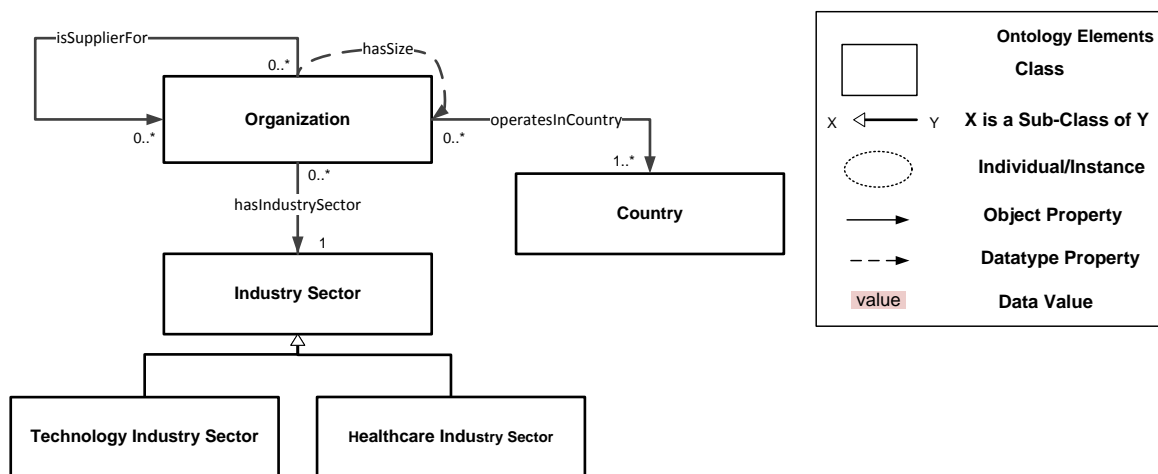 isSupplierFor
hasSize
0..*
Organization
0..*
0..*
operatesInCountry
0..*
1..*
hasIndustrySector
Country
1
Industry Sector
Technology Industry Sector
Healthcare Industry Sector
Ontology Elements
Class
X Y X is a Sub-Class of Y
Individual/Instance
Object Property
Datatype Property
value Data Value